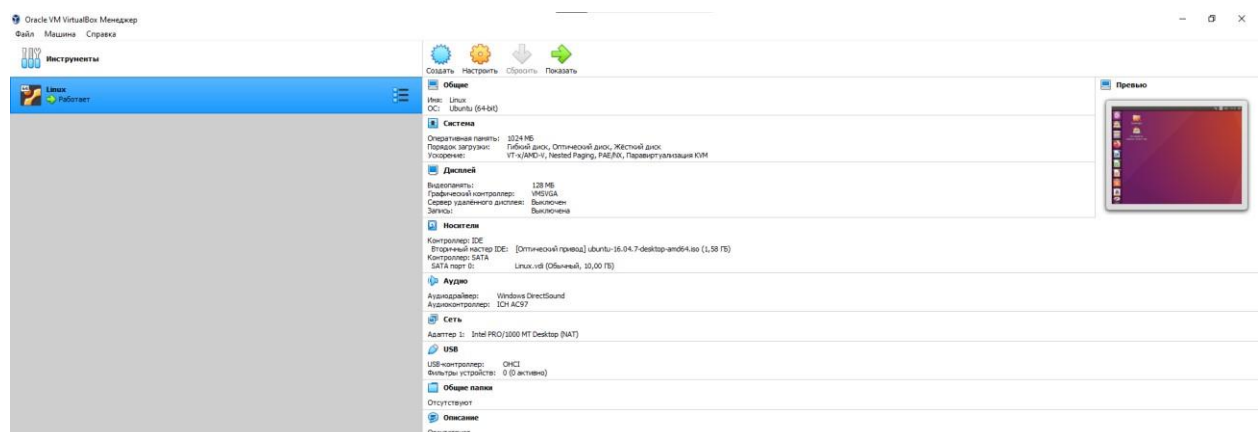 Oracle VM VirtualBox Менеджер
Файл Машина Справка
Инструменты
Создать Настроить Сбросить Показать
Linux
Работает
Общие
Имя: Linux
ОС: Ubuntu (64-bit)
Превью
Система
Оперативная память: 1024 МБ
Порядок загрузки: Гибкий диск, Оптический диск, Жёсткий диск
Ускорение: VT-x/AMD-V, Nested Paging, PAE/NX, Паравиртуализация KVM
Дисплей
Видеопамять: 128 МБ
Графический контроллер: VMSVGA
Сервер удалённого дисплея: Выключен
Запись: Выключена
Носители
Контроллер: IDE
Вторичный мастер IDE: [Оптический привод] ubuntu-16.04.7-desktop-amd64.iso (1,58 ГБ)
Контроллер: SATA
SATA порт 0: Linux.vdi (Обычный, 10,00 ГБ)
Аудио
Аудиодрайвер: Windows DirectSound
Аудиоконтроллер: ICH AC97
Сеть
Адаптер 1: Intel PRO/1000 MT Desktop (NAT)
USB
USB-контроллер: OHCI
Фильтры устройств: 0 (0 активно)
Общие папки
Отсутствуют
Описание